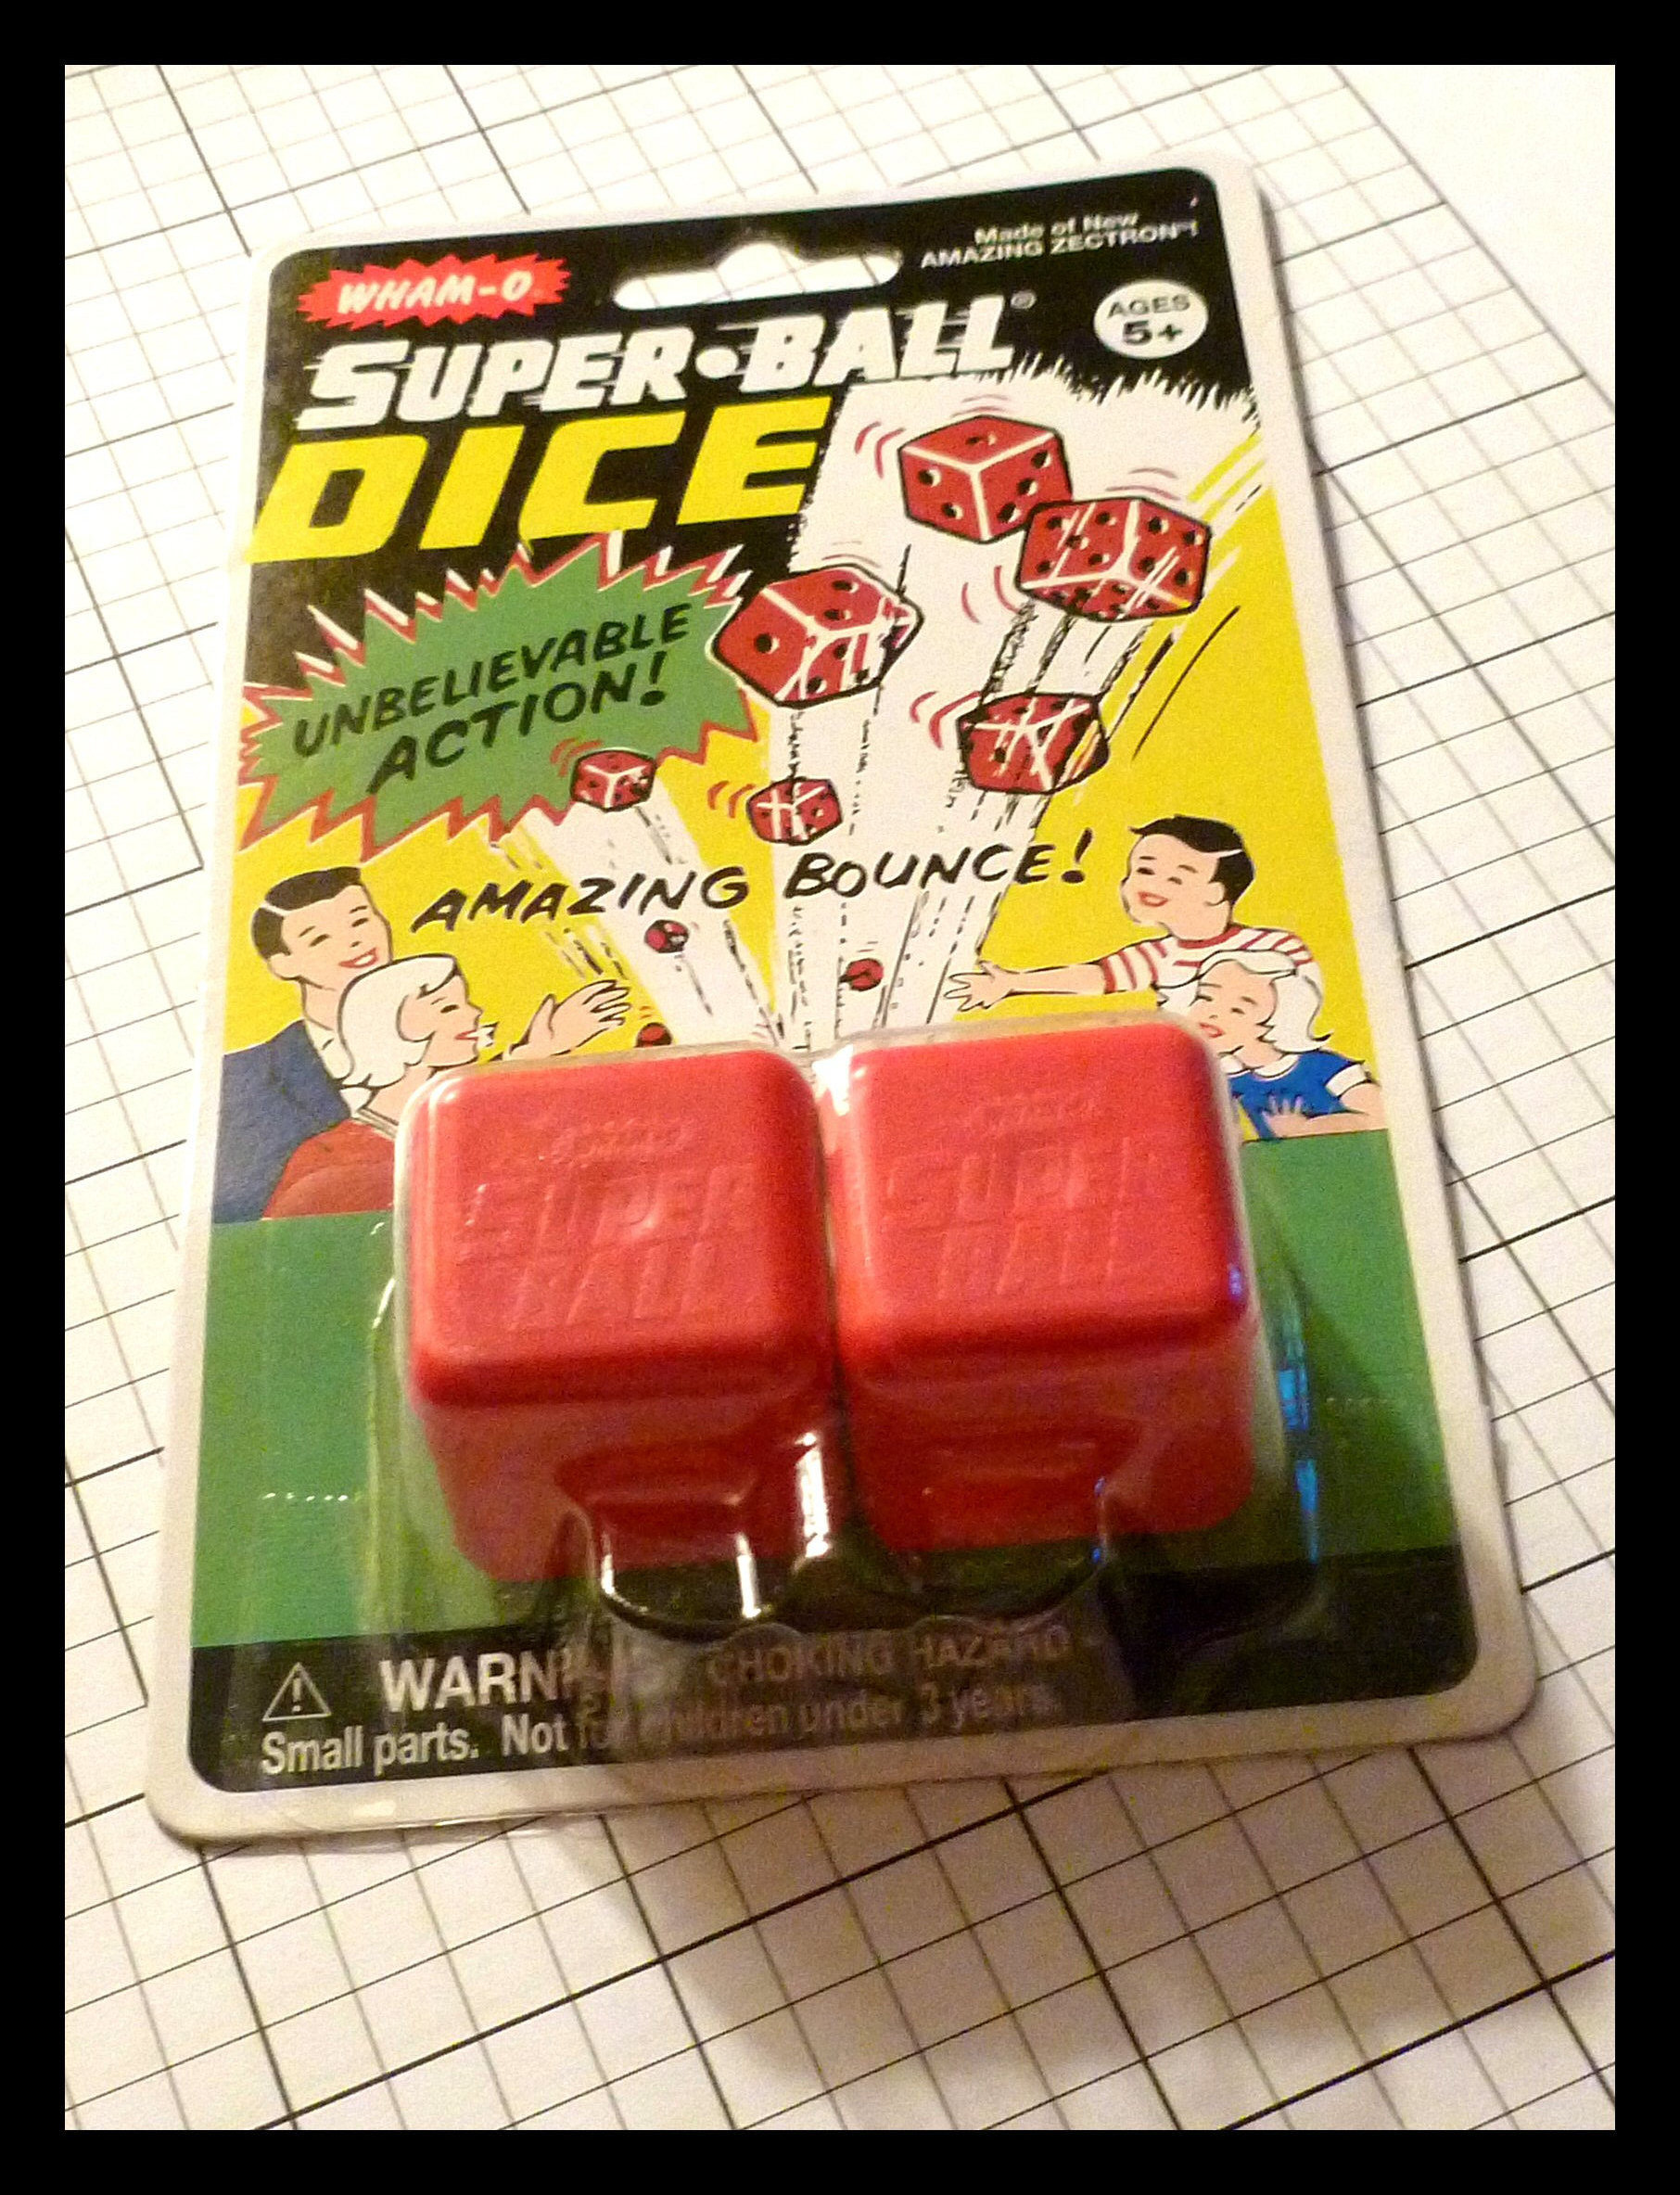 WHAM-O
Made of New
AMAZING ZECTRON™!
SUPER•BALL®
AGES
5+
DICE
UNBELIEVABLE
ACTION!
AMAZING BOUNCE!
SUPER
BALL
SUPER
BALL
WARNING: CHOKING HAZARD -
Small parts. Not for children under 3 years.